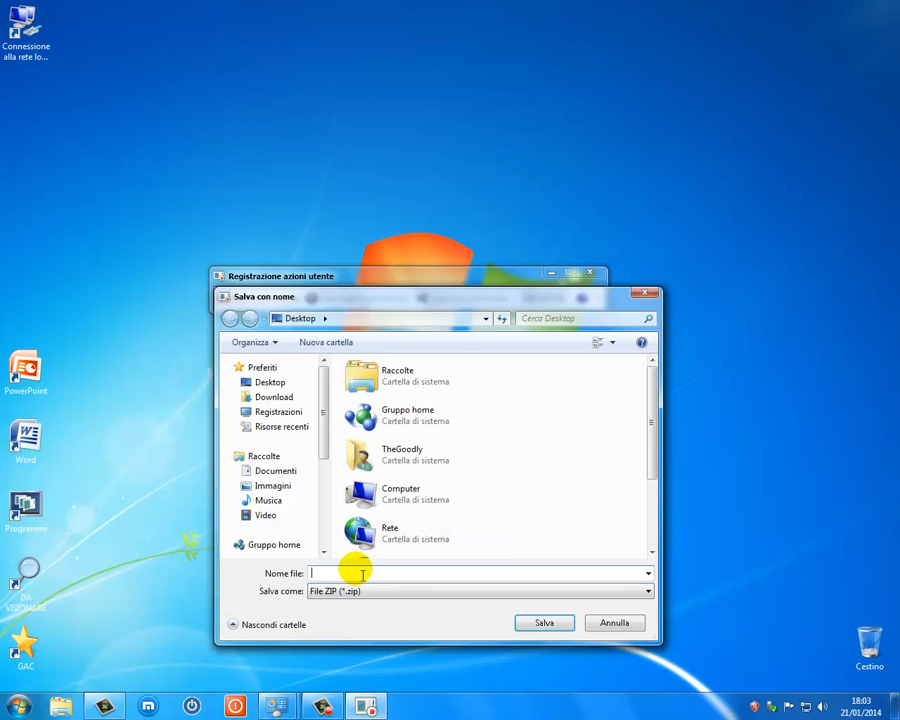 Connessione
alla rete lo...
PowerPoint
Word
Programmi
DA
VISIONARE
GAC
Registrazione azioni utente
Salva con nome
Desktop
Cerca Desktop
Organizza
Nuova cartella
Preferiti
Desktop
Download
Registrazioni
Risorse recenti
Raccolte
Documenti
Immagini
Musica
Video
Gruppo home
Raccolte
Cartella di sistema
Gruppo home
Cartella di sistema
TheGoodly
Cartella di sistema
Computer
Cartella di sistema
Rete
Cartella di sistema
Nome file:
Salva come: File ZIP (*.zip)
Nascondi cartelle
Salva
Annulla
Cestino
18:03
21/01/2014